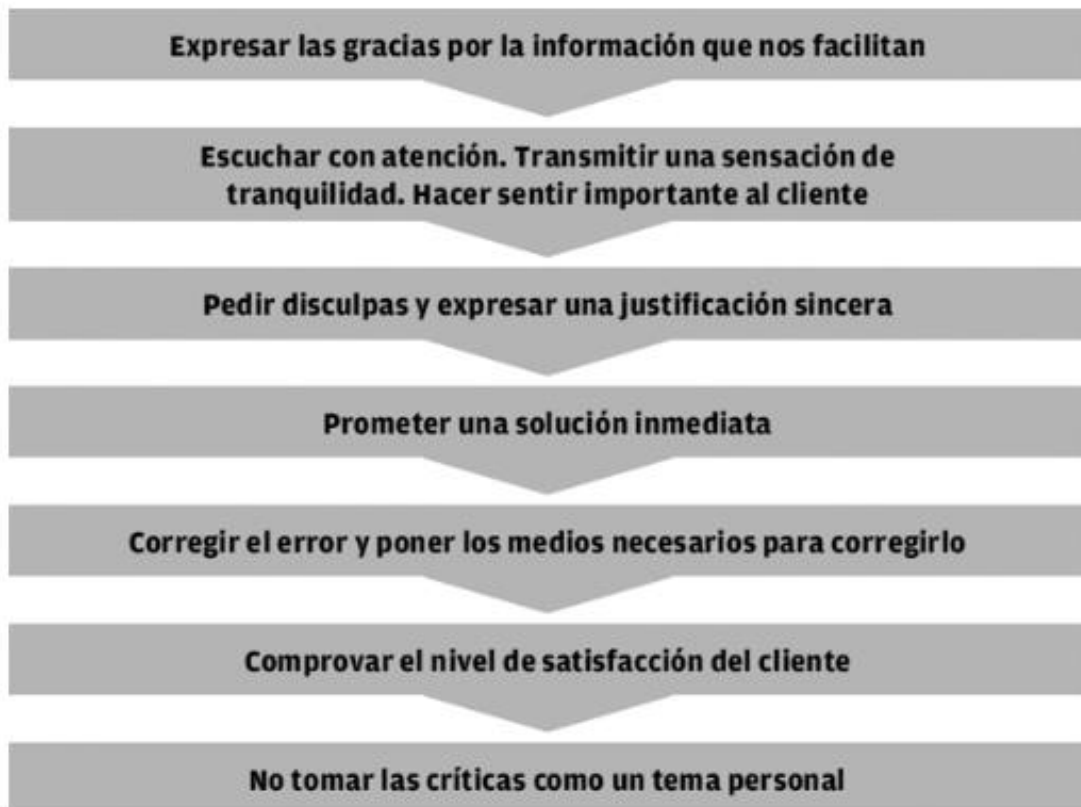 Expresar las gracias por la información que nos facilitan
Escuchar con atención. Transmitir una sensación de
tranquilidad. Hacer sentir importante al cliente
Pedir disculpas y expresar una justificación sincera
Prometer una solución inmediata
Corregir el error y poner los medios necesarios para corregirlo
Comprovar el nivel de satisfacción del cliente
No tomar las críticas como un tema personal